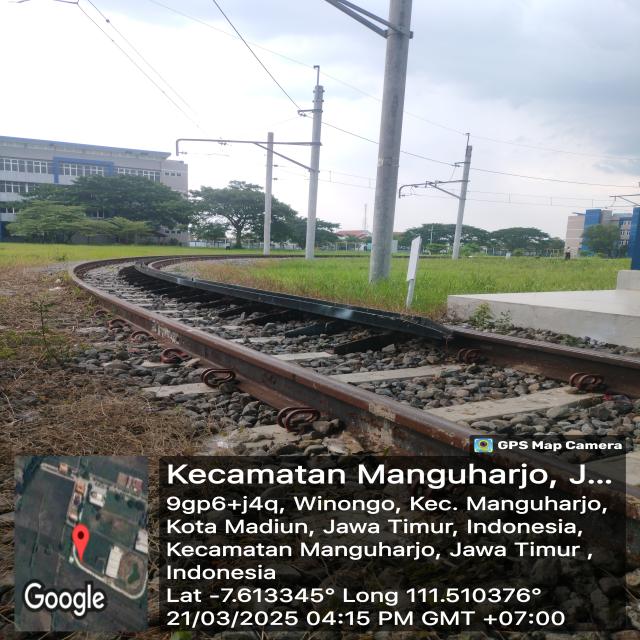 GPS Map Camera
Kecamatan Manguharjo, J...
9gp6+j4q, Winongo, Kec. Manguharjo,
Kota Madiun, Jawa Timur, Indonesia,
Kecamatan Manguharjo, Jawa Timur ,
Indonesia
Lat -7.613345° Long 111.510376°
21/03/2025 04:15 PM GMT +07:00
Google